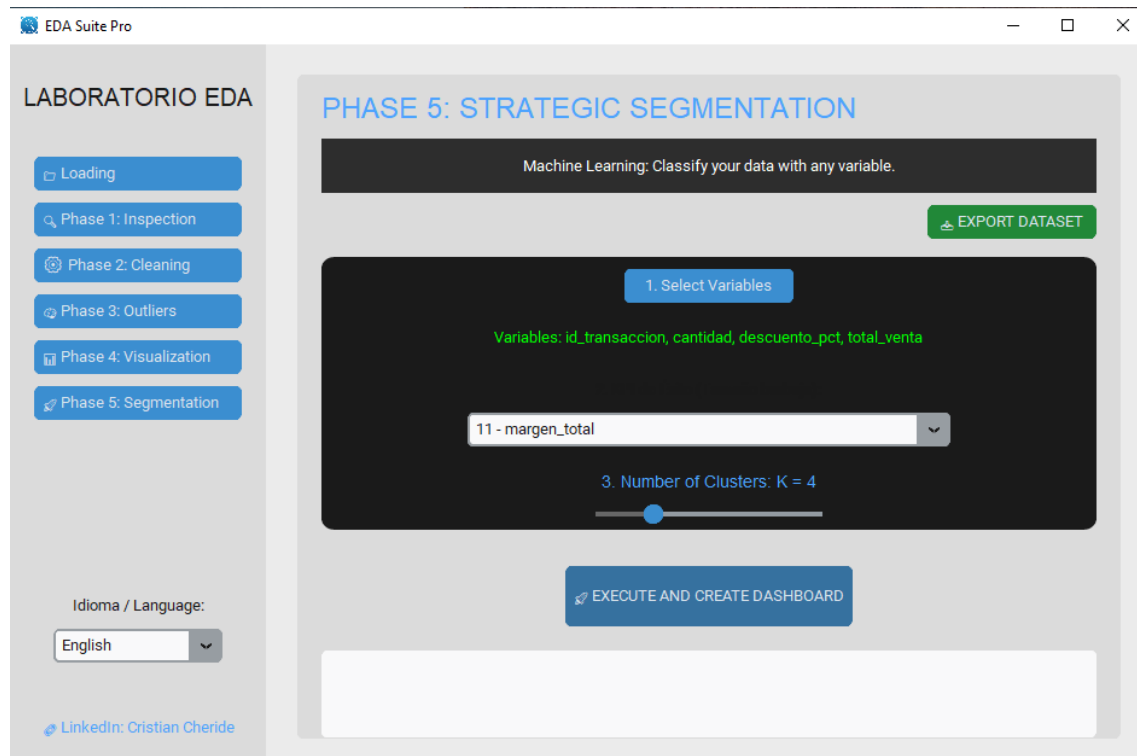 EDA Suite Pro
LABORATORIO EDA
Loading
Phase 1: Inspection
Phase 2: Cleaning
Phase 3: Outliers
Phase 4: Visualization
Phase 5: Segmentation
Idioma / Language:
English
LinkedIn: Cristian Cheride
PHASE 5: STRATEGIC SEGMENTATION
Machine Learning: Classify your data with any variable.
EXPORT DATASET
1. Select Variables
Variables: id_transaccion, cantidad, descuento_pct, total_venta
11 - margen_total
3. Number of Clusters: K = 4
EXECUTE AND CREATE DASHBOARD